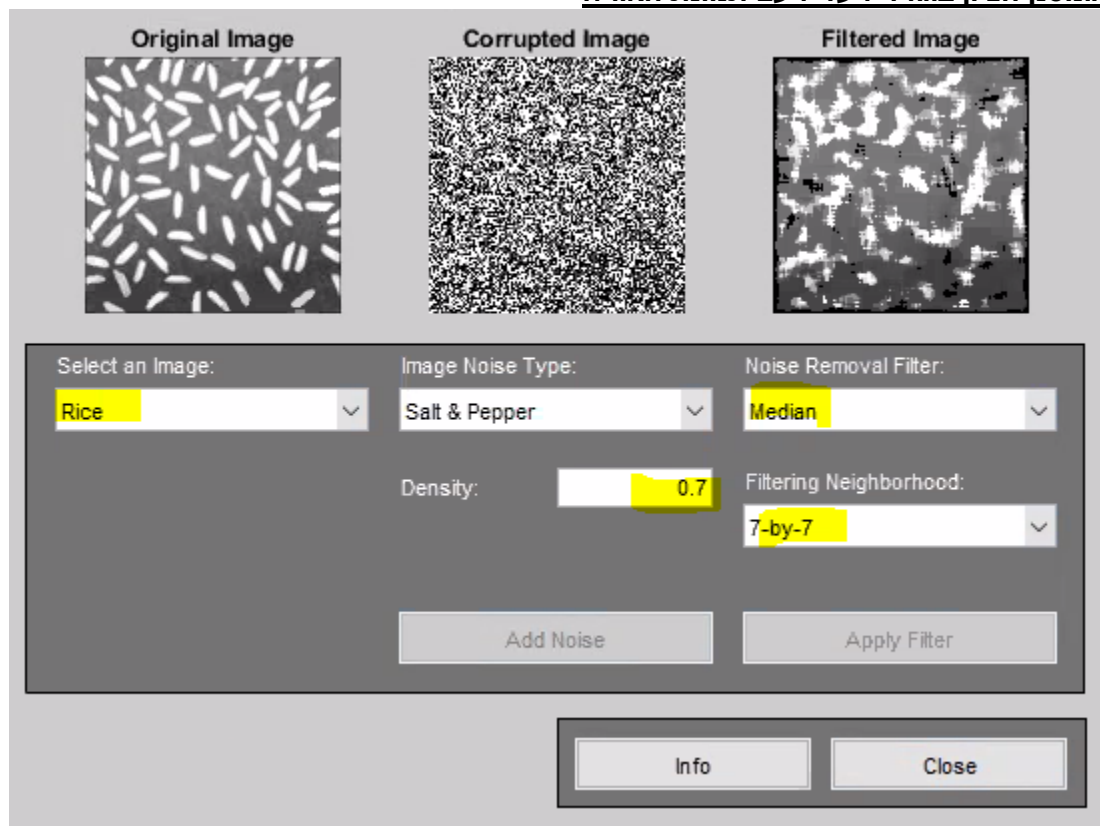 Original Image Corrupted Image Filtered Image
Select an Image: Image Noise Type: Noise Removal Filter:
Rice Salt & Pepper Median
Density: 0.7 Filtering Neighborhood:
7-by-7
Add Noise Apply Filter
Info Close